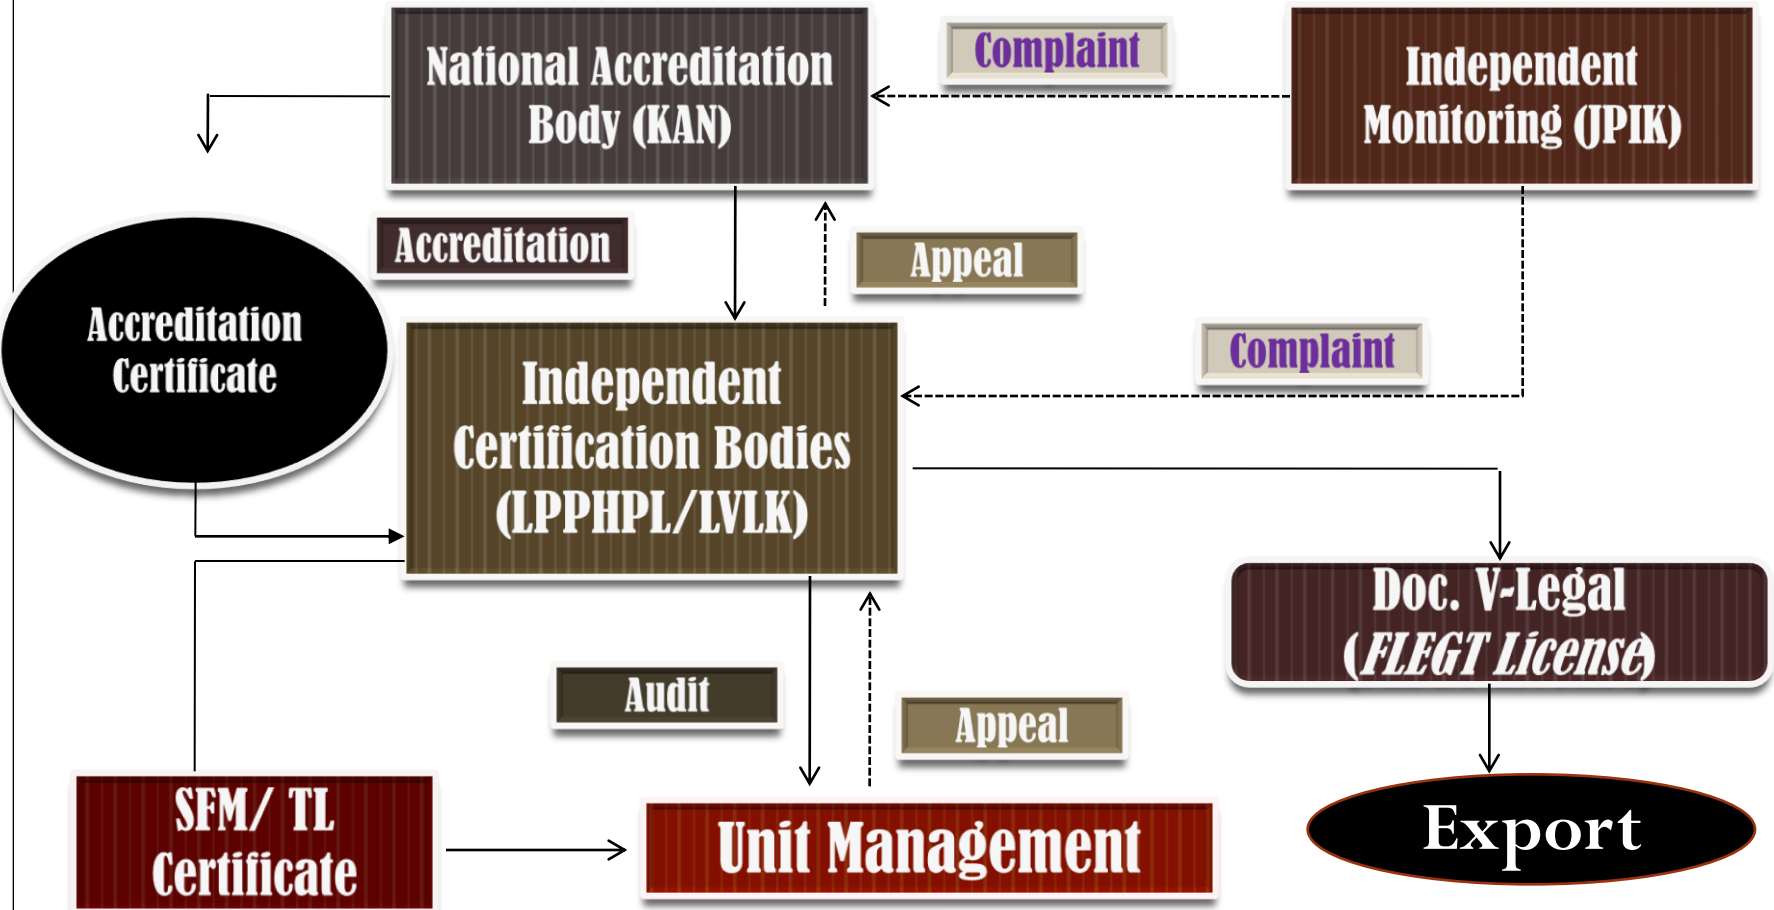 National Accreditation
Body (KAN)
Complaint
Independent
Monitoring (JPIK)
Accreditation
Appeal
Accreditation
Certificate
Complaint
Independent
Certification Bodies
(LPPHPL/LVLK)
Doc. V-Legal
(FLEGT License)
Audit
Appeal
SFM/ TL
Certificate
Unit Management
Export